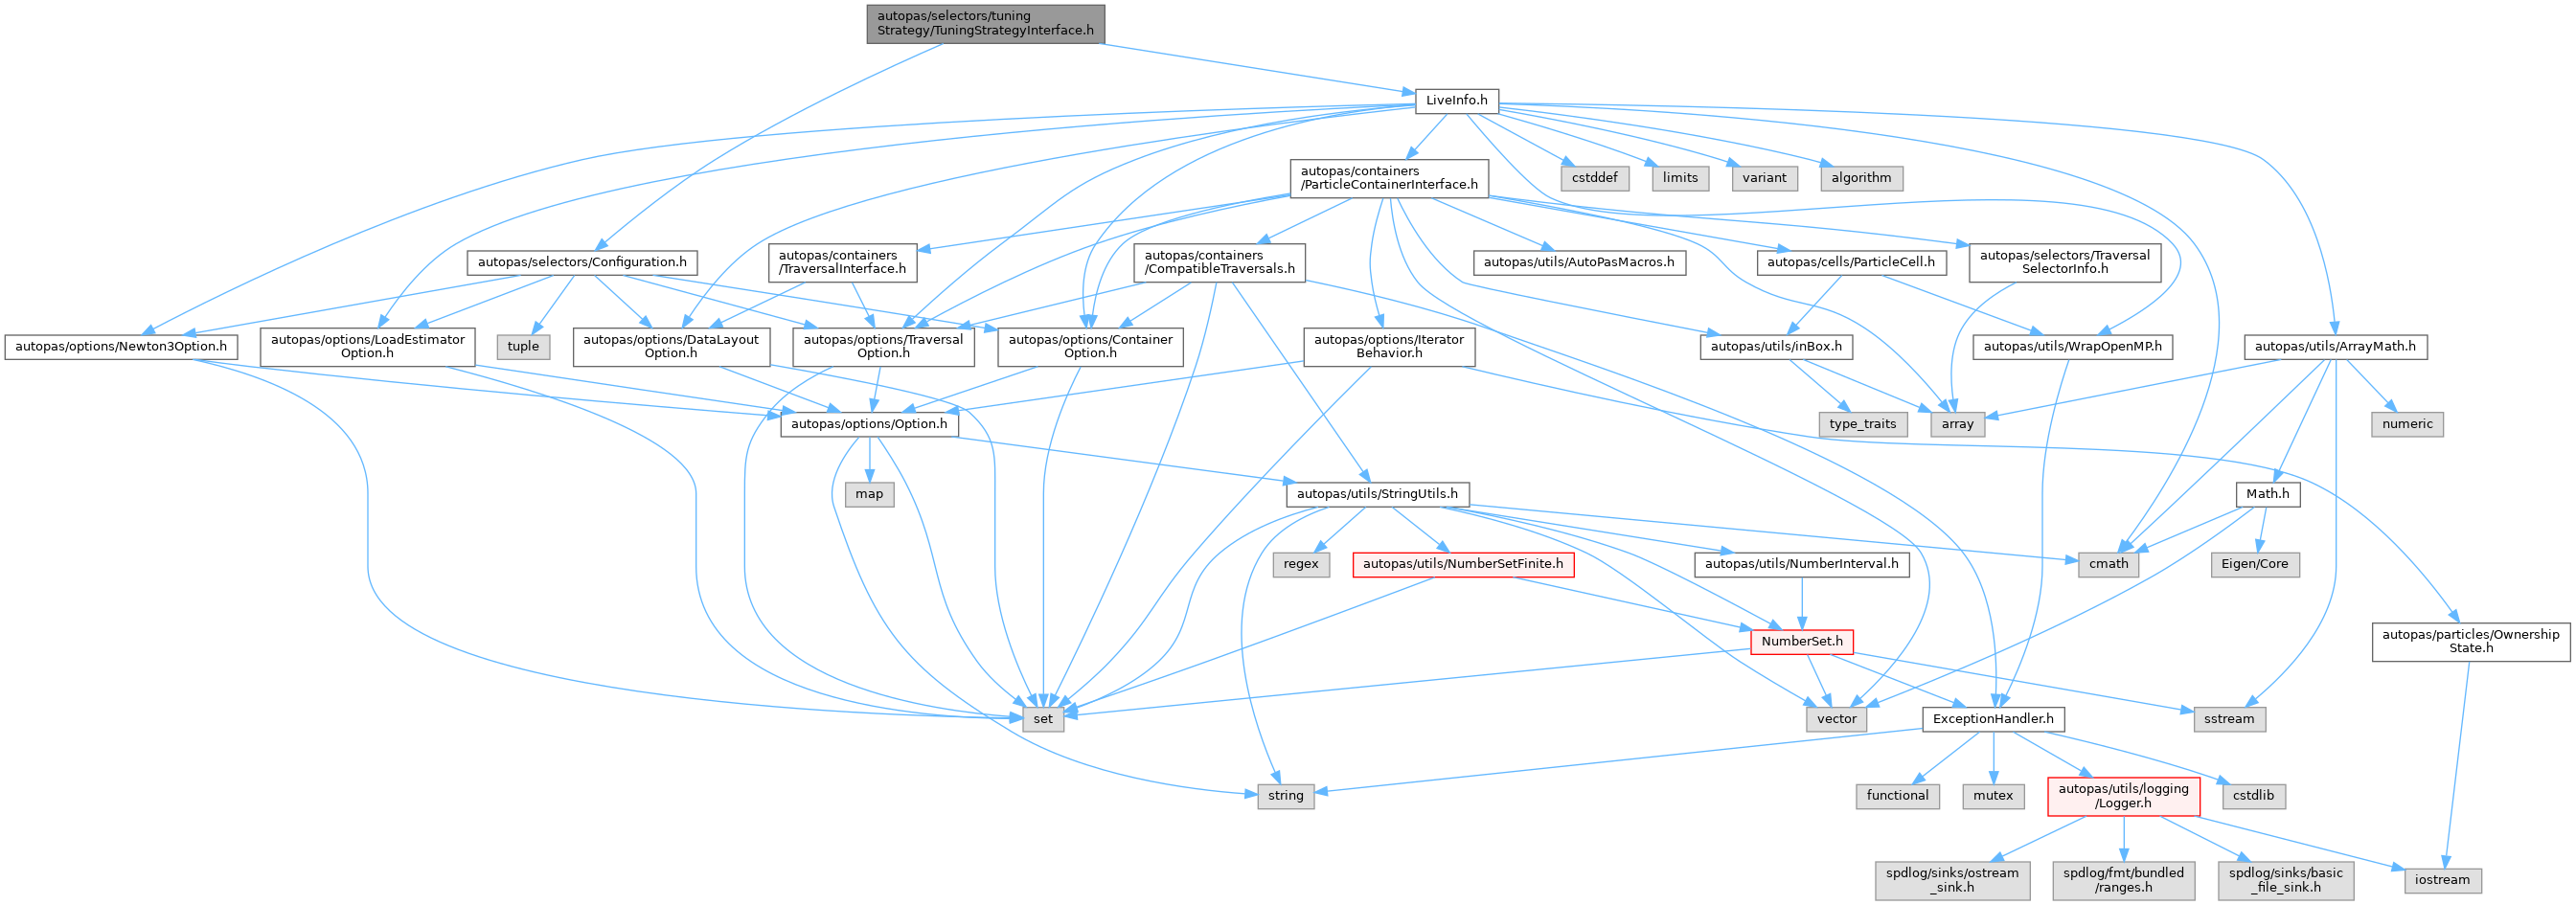 autopas/selectors/tuning
Strategy/TuningStrategyInterface.h
LiveInfo.h
autopas/containers
/ParticleContainerInterface.h
cstddef
limits
variant
algorithm
autopas/selectors/Configuration.h
autopas/containers
/TraversalInterface.h
autopas/containers
/CompatibleTraversals.h
autopas/utils/AutoPasMacros.h
autopas/cells/ParticleCell.h
autopas/selectors/Traversal
SelectorInfo.h
autopas/options/Newton3Option.h
autopas/options/LoadEstimator
Option.h
tuple
autopas/options/DataLayout
Option.h
autopas/options/Traversal
Option.h
autopas/options/Container
Option.h
autopas/options/Iterator
Behavior.h
autopas/utils/inBox.h
autopas/utils/WrapOpenMP.h
autopas/utils/ArrayMath.h
autopas/options/Option.h
type_traits
array
numeric
map
autopas/utils/StringUtils.h
Math.h
regex
autopas/utils/NumberSetFinite.h
autopas/utils/NumberInterval.h
cmath
Eigen/Core
NumberSet.h
autopas/particles/Ownership
State.h
set
vector
ExceptionHandler.h
sstream
string
functional
mutex
autopas/utils/logging
/Logger.h
cstdlib
spdlog/sinks/ostream
_sink.h
spdlog/fmt/bundled
/ranges.h
spdlog/sinks/basic
_file_sink.h
iostream